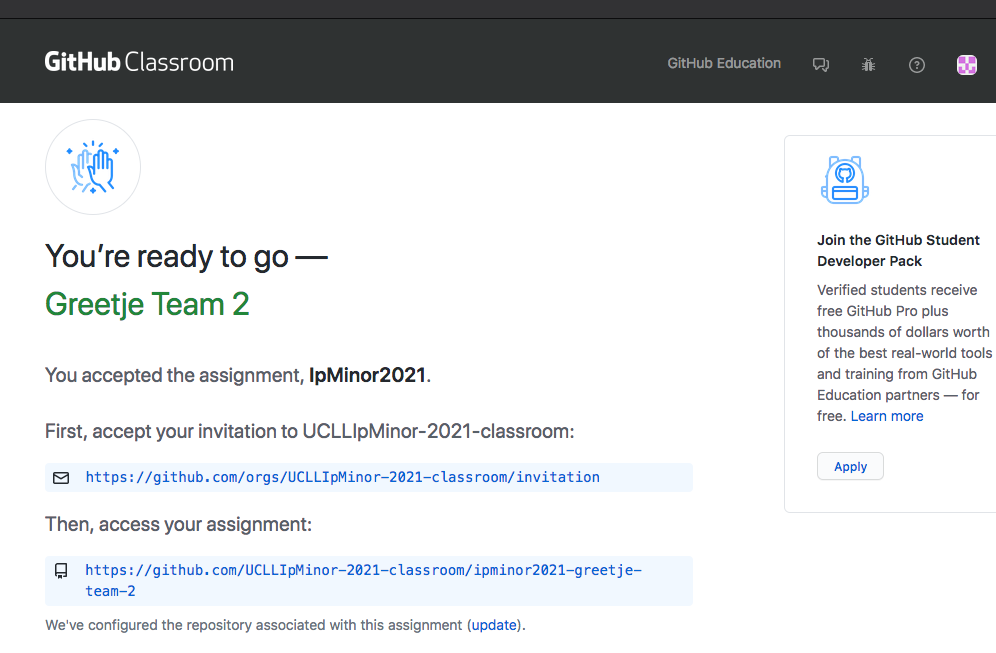 GitHub Classroom
GitHub Education
You’re ready to go —
Greetje Team 2
You accepted the assignment, IpMinor2021.
First, accept your invitation to UCLLIpMinor-2021-classroom:
https://github.com/orgs/UCLLIpMinor-2021-classroom/invitation
Then, access your assignment:
https://github.com/UCLLIpMinor-2021-classroom/ipminor2021-greetje-
team-2
We've configured the repository associated with this assignment (update).
Join the GitHub Student
Developer Pack
Verified students receive
free GitHub Pro plus
thousands of dollars worth
of the best real-world tools
and training from GitHub
Education partners — for
free. Learn more
Apply